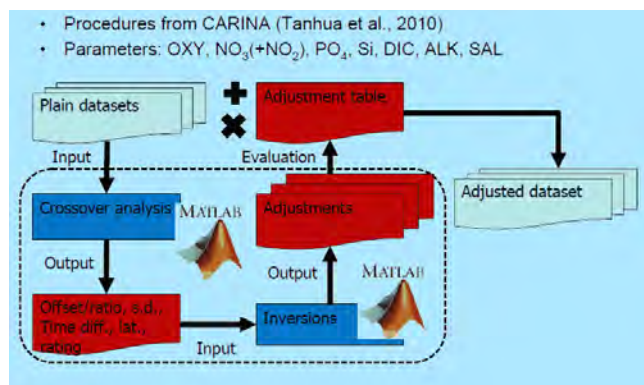 • Procedures from CARINA (Tanhua et al., 2010)
• Parameters: OXY, NO3(+NO2), PO4, Si, DIC, ALK, SAL
Plain datasets
Adjustment table
Input
Evaluation
Crossover analysis
MATLAB
Adjustments
Adjusted dataset
Output
Output
MATLAB
Offset/ratio, s.d.,
Time diff., lat.,
rating
Input
Inversions